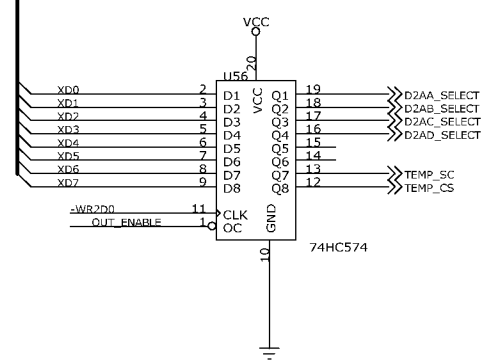 VCC
20
U56
XD0 2 D1 VCC Q1 19 D2AA_SELECT
XD1 3 D2 Q2 18 D2AB_SELECT
XD2 4 D3 Q3 17 D2AC_SELECT
XD3 5 D4 Q4 16 D2AD_SELECT
XD4 6 D5 Q5 15
XD5 7 D6 Q6 14
XD6 8 D7 Q7 13 TEMP_SC
XD7 9 D8 Q8 12 TEMP_CS
-WR2D0 11 CLK GND
OUT_ENABLE 1 OC
74HC574
10